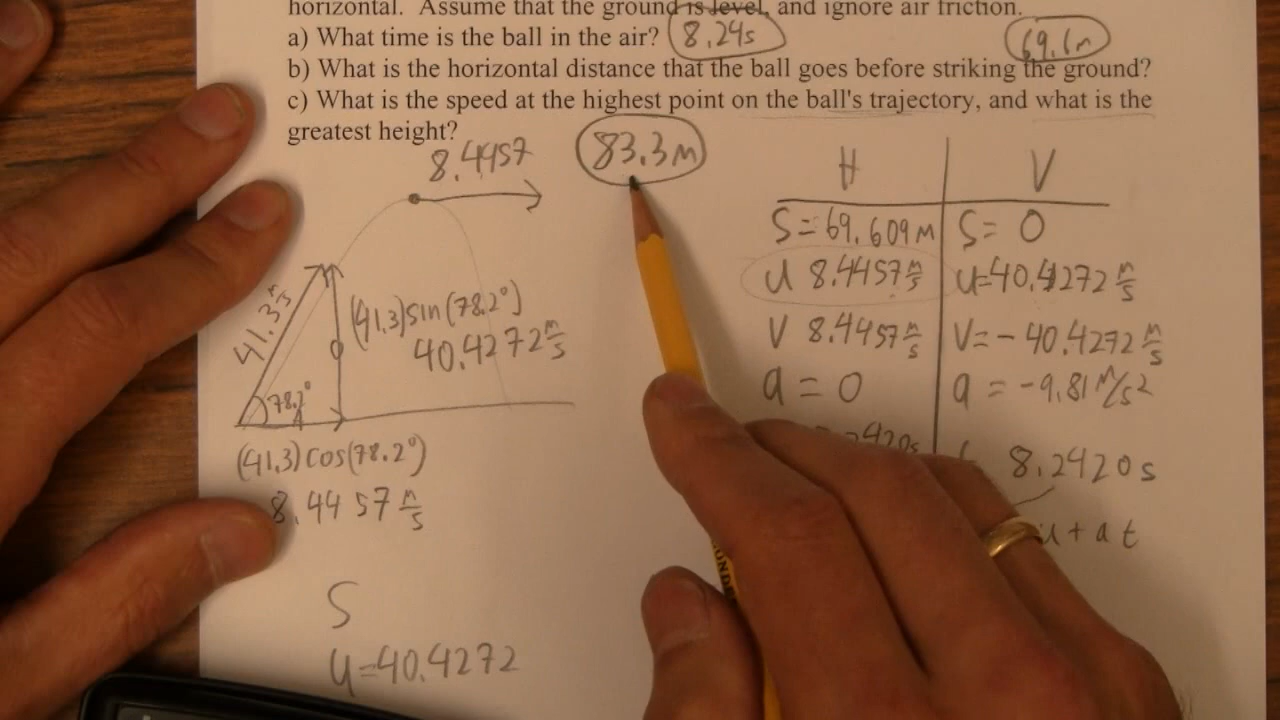 horizontal. Assume that the ground is level, and ignore air friction.
a) What time is the ball in the air? 8.24s 69.6m
b) What is the horizontal distance that the ball goes before striking the ground?
c) What is the speed at the highest point on the ball's trajectory, and what is the
greatest height? 83.3m
8.4457
H V
S = 69.609m S = 0
u 8.4457 m/s u = 40.4272 m/s
V 8.4457 m/s V = - 40.4272 m/s
a = 0 a = -9.81 m/s²
8.2420s
u + at
41.3 m/s
(41.3) sin(78.2°)
40.4272 m/s
78.2°
(41.3) cos(78.2°)
8.4457 m/s
S
u=40.4272